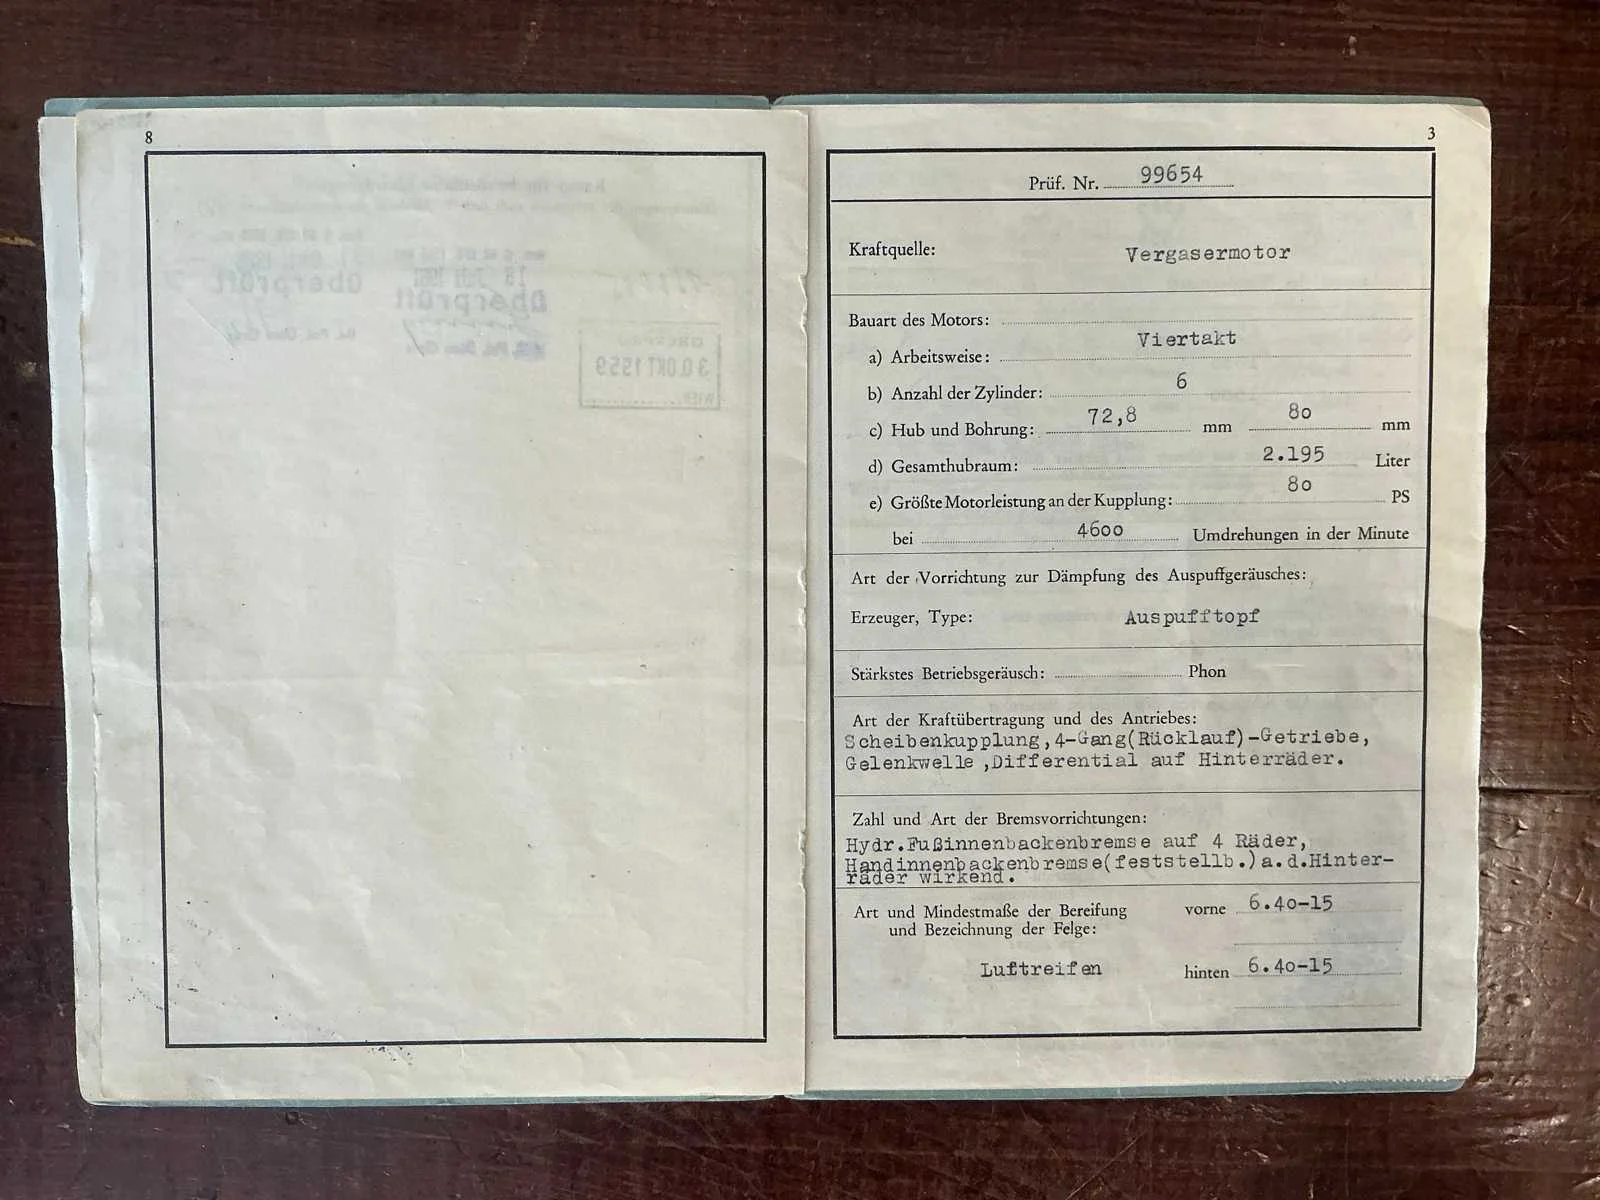 8
3
Prüf. Nr. 99654
Kraftquelle: Vergasermotor
Bauart des Motors:
a) Arbeitsweise: Viertakt
b) Anzahl der Zylinder: 6
c) Hub und Bohrung: 72,8 mm 80 mm
d) Gesamthubraum: 2.195 Liter
e) Größte Motorleistung an der Kupplung: 80 PS
bei 4600 Umdrehungen in der Minute
Art der Vorrichtung zur Dämpfung des Auspuffgeräusches:
Erzeuger, Type: Auspufftopf
Stärkstes Betriebsgeräusch: Phon
Art der Kraftübertragung und des Antriebes:
Scheibenkupplung,4-Gang(Rücklauf)-Getriebe,
Gelenkwelle ,Differential auf Hinterräder.
Zahl und Art der Bremsvorrichtungen:
Hydr.Fußinnenbackenbremse auf 4 Räder,
Handinnenbackenbremse(feststellb.)a.d.Hinter-
räder wirkend.
Art und Mindestmaße der Bereifung vorne 6.40-15
und Bezeichnung der Felge:
Luftreifen hinten 6.40-15
überprüft
überprüft
30.OKT1959